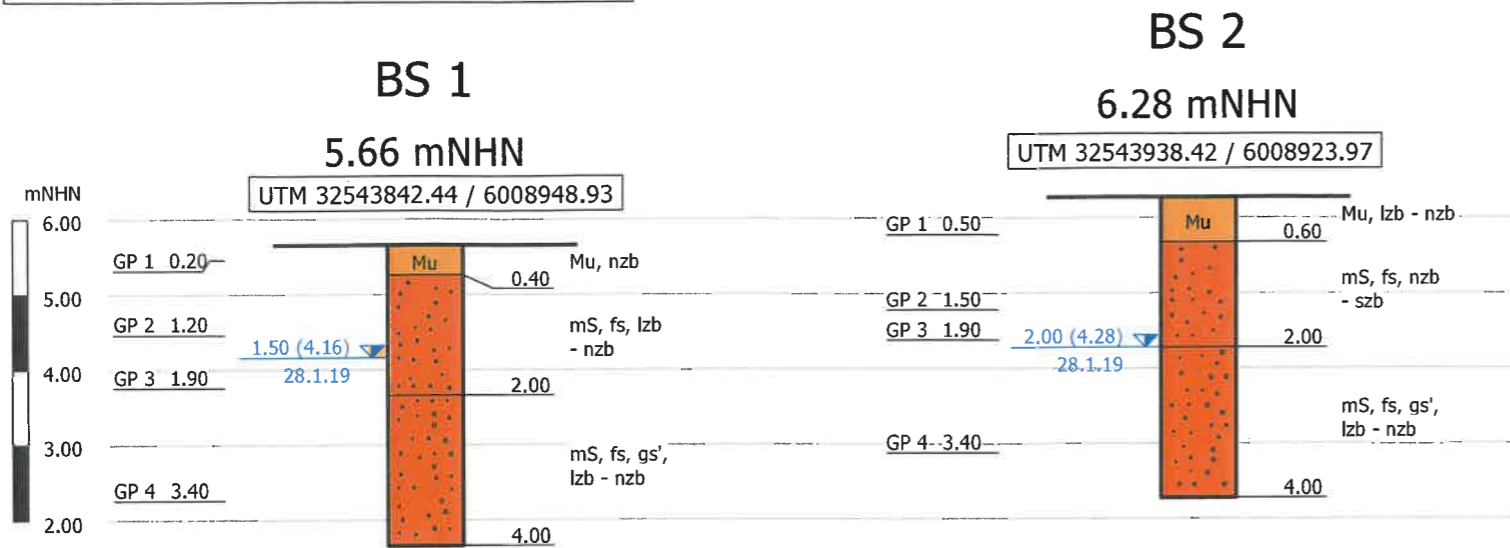 BS 1
5.66 mNHN
UTM 32543842.44 / 6008948.93
mNHN
6.00
5.00
4.00
3.00
2.00
GP 1 0.20
GP 2 1.20
GP 3 1.90
GP 4 3.40
1.50 (4.16)
28.1.19
Mu
0.40
2.00
4.00
Mu, nzb
mS, fs, lzb
- nzb
mS, fs, gs',
lzb - nzb
BS 2
6.28 mNHN
UTM 32543938.42 / 6008923.97
GP 1 0.50
GP 2 1.50
GP 3 1.90
GP 4 3.40
2.00 (4.28)
28.1.19
Mu
0.60
2.00
4.00
Mu, lzb - nzb
mS, fs, nzb
- szb
mS, fs, gs',
lzb - nzb